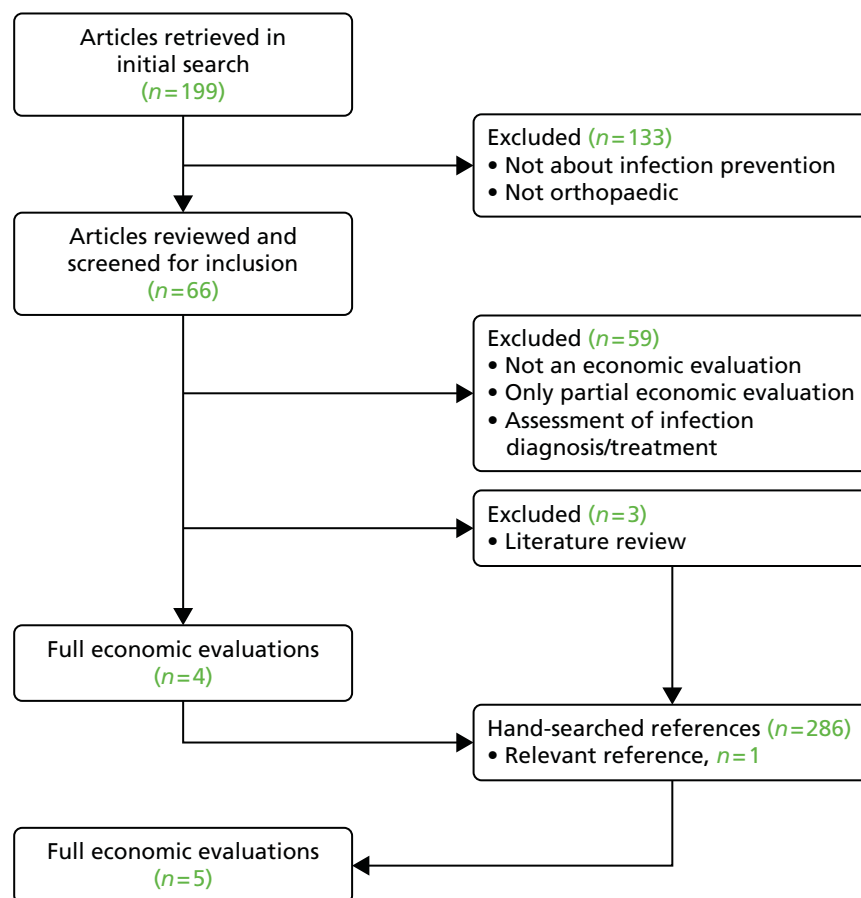 Articles retrieved in
initial search
(n=199)
Excluded (n=133)
• Not about infection prevention
• Not orthopaedic
Articles reviewed and
screened for inclusion
(n=66)
Excluded (n=59)
• Not an economic evaluation
• Only partial economic evaluation
• Assessment of infection
diagnosis/treatment
Excluded (n=3)
• Literature review
Full economic evaluations
(n=4)
Hand-searched references (n=286)
• Relevant reference, n=1
Full economic evaluations
(n=5)